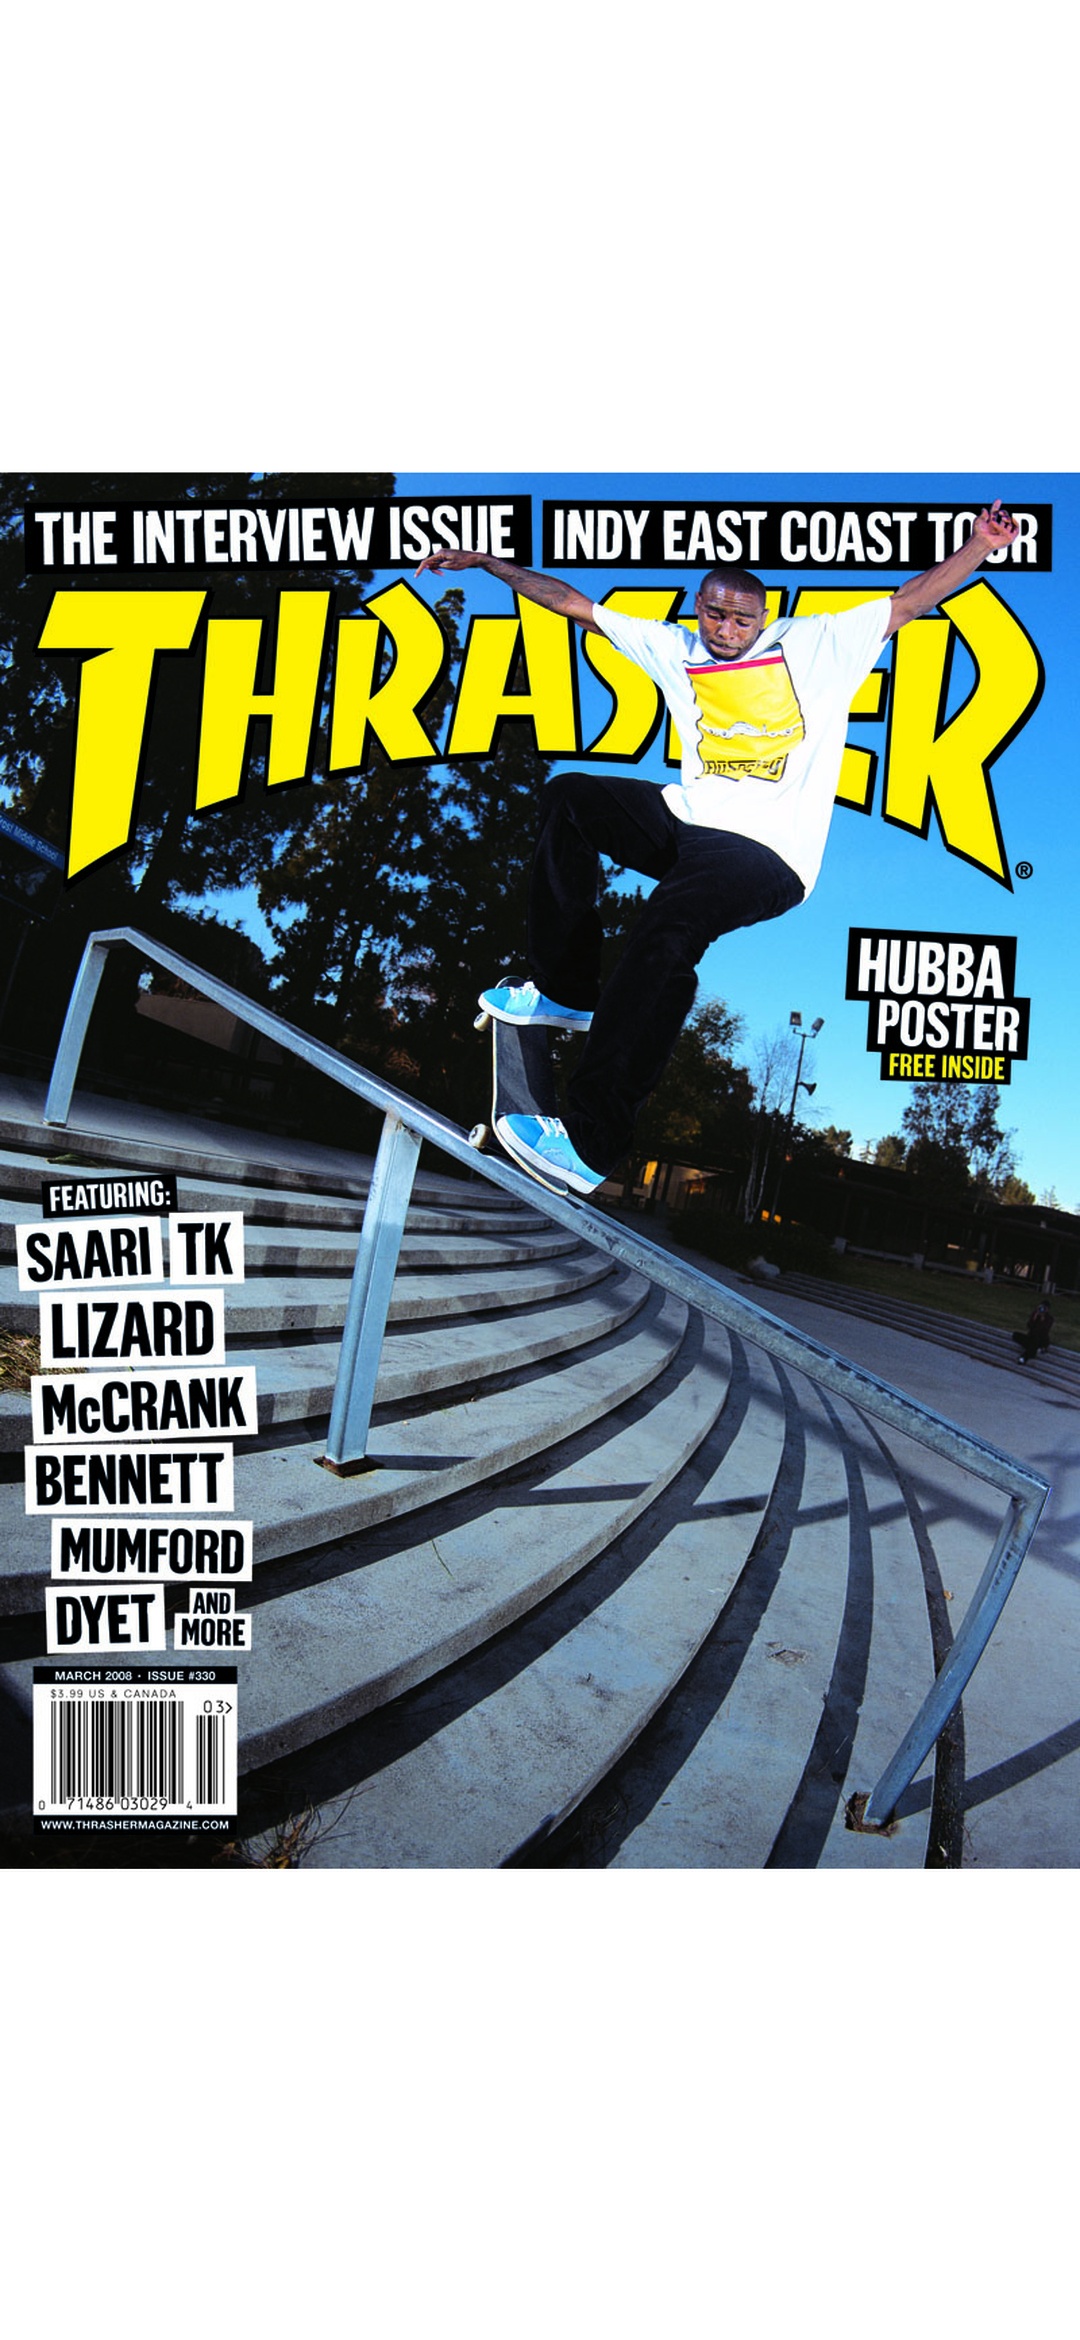 THE INTERVIEW ISSUE
INDY EAST COAST TOUR
THRASHER®
HUBBA
POSTER
FREE INSIDE
FEATURING:
SAARI TK
LIZARD
McCRANK
BENNETT
MUMFORD
DYET AND MORE
MARCH 2008 · ISSUE #330
$3.99 US & CANADA
03>
0 71486 03029 4
WWW.THRASHERMAGAZINE.COM
Middle School